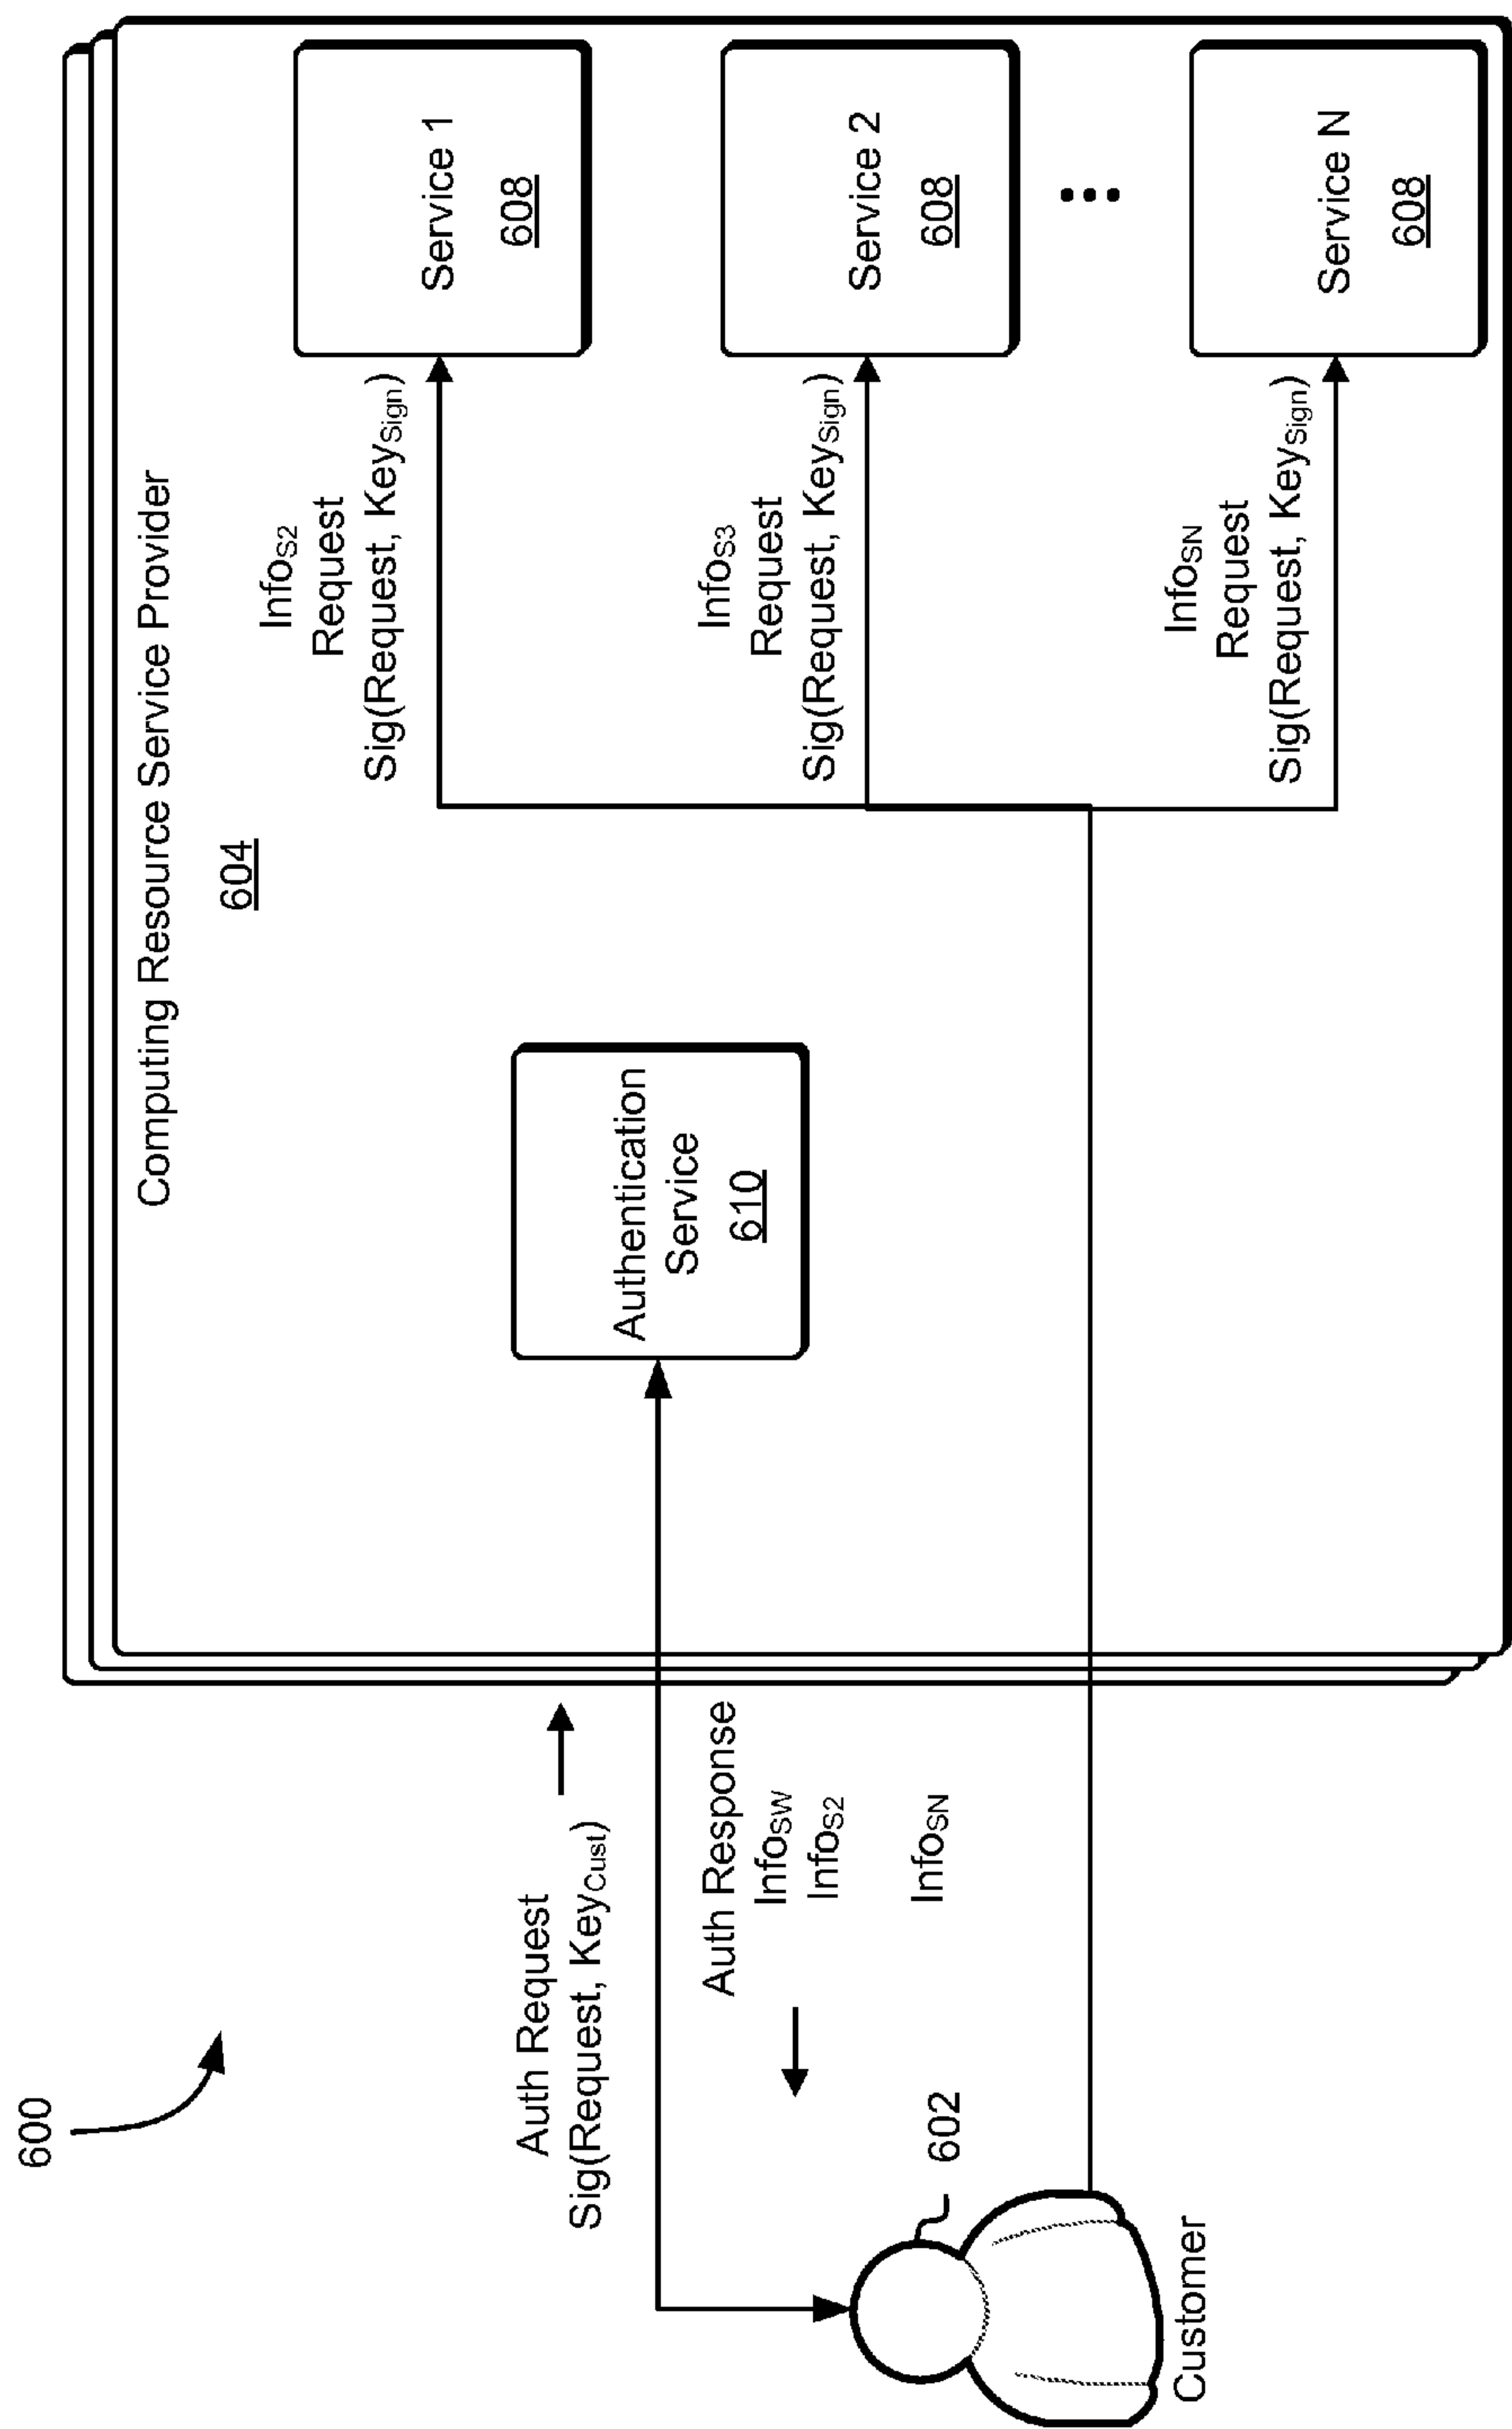 600
Computing Resource Service Provider
604
Auth Request
Sig(Request, KeyCust)
Auth Response
InfoSW
InfoS2
InfoSN
602
Customer
Authentication
Service
610
InfoS2
Request
Sig(Request, KeySign)
Service 1
608
InfoS3
Request
Sig(Request, KeySign)
Service 2
608
InfoSN
Request
Sig(Request, KeySign)
Service N
608